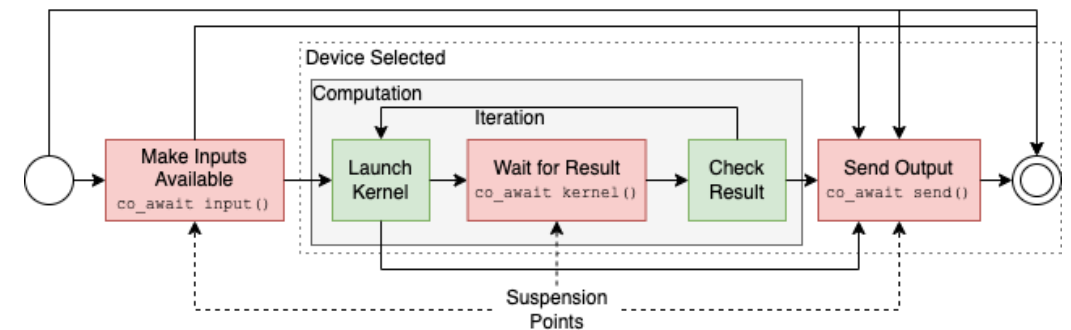 Device Selected
Computation
Iteration
Make Inputs
Available
co_await input()
Launch
Kernel
Wait for Result
co_await kernel()
Check
Result
Send Output
co_await send()
Suspension
Points